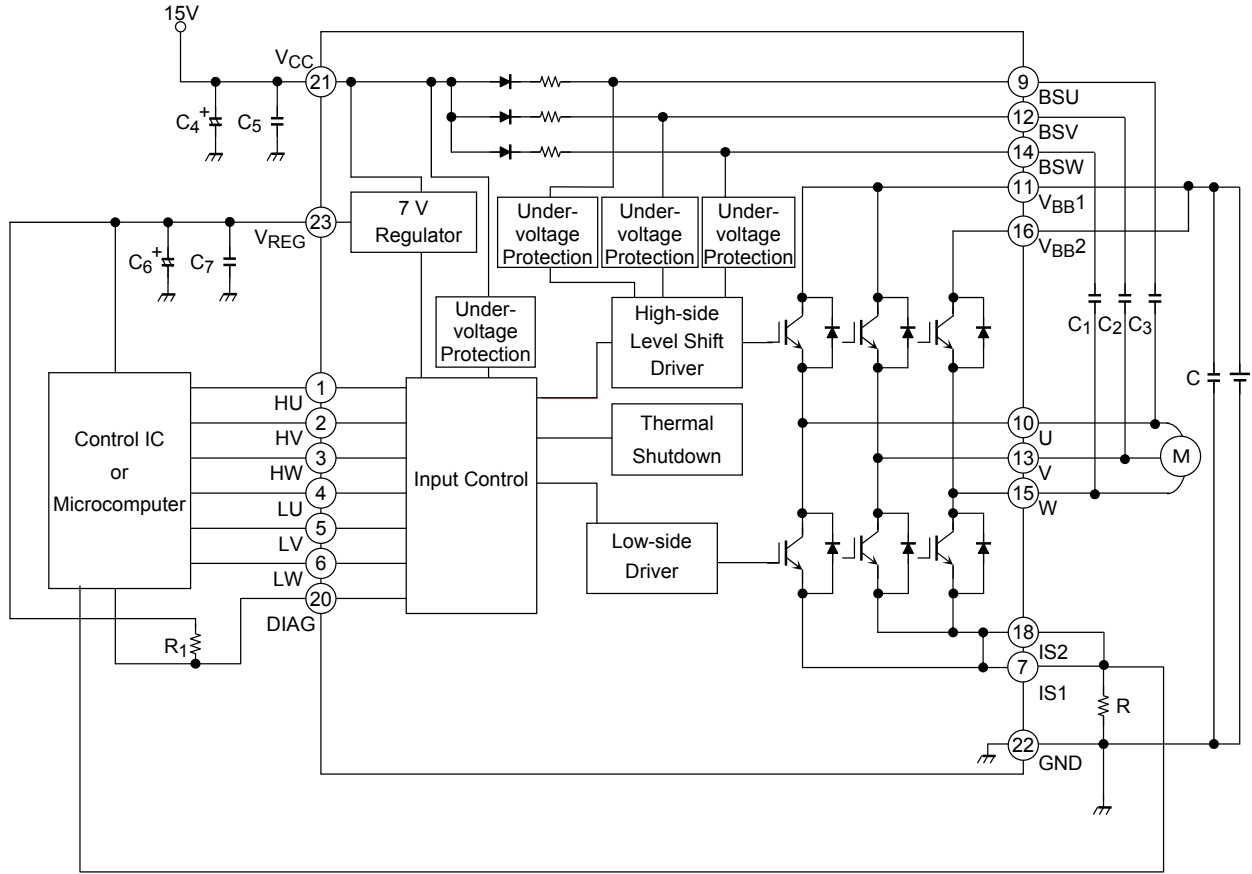 15V
VCC
21
9
BSU
C4
+
C5
12
BSV
14
BSW
11
VBB1
16
VBB2
23
VREG
7 V
Regulator
Under-
voltage
Protection
Under-
voltage
Protection
Under-
voltage
Protection
C6
+
C7
Under-
voltage
Protection
High-side
Level Shift
Driver
C1
C2
C3
C
Control IC
or
Microcomputer
1
HU
2
HV
3
HW
4
LU
5
LV
6
LW
20
DIAG
Input Control
Thermal
Shutdown
Low-side
Driver
10
U
13
V
15
W
M
R1
18
IS2
7
IS1
R
22
GND